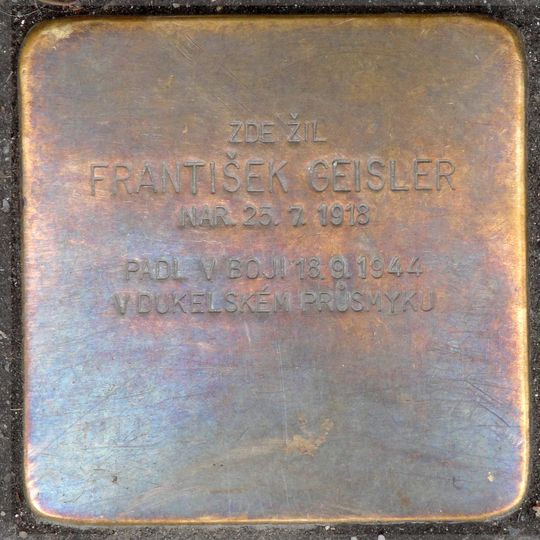 ZDE ŽIL
FRANTIŠEK GEISLER
NAR. 25. 7. 1918
PADL V BOJI 18.9.1944
V DUKELSKÉM PRŮSMYKU